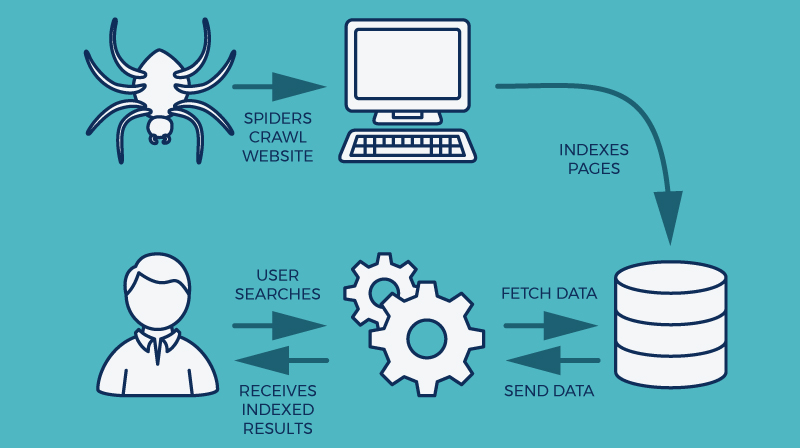 SPIDERS
CRAWL
WEBSITE
INDEXES
PAGES
USER
SEARCHES
FETCH DATA
RECEIVES
INDEXED
RESULTS
SEND DATA